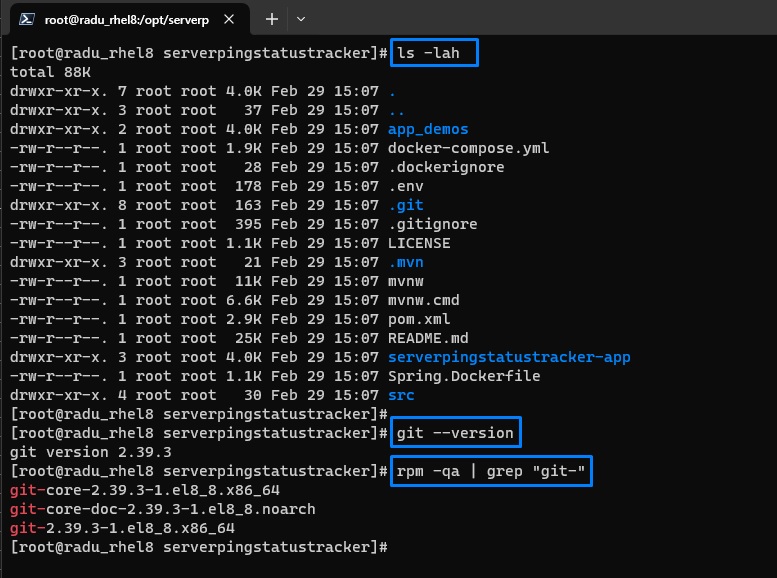 root@radu_rhel8:/opt/serverp
[root@radu_rhel8 serverpingstatustracker]# ls -lah
total 88K
drwxr-xr-x. 7 root root 4.0K Feb 29 15:07 .
drwxr-xr-x. 3 root root   37 Feb 29 15:07 ..
drwxr-xr-x. 2 root root 4.0K Feb 29 15:07 app_demos
-rw-r--r--. 1 root root 1.9K Feb 29 15:07 docker-compose.yml
-rw-r--r--. 1 root root   28 Feb 29 15:07 .dockerignore
-rw-r--r--. 1 root root  178 Feb 29 15:07 .env
drwxr-xr-x. 8 root root  163 Feb 29 15:07 .git
-rw-r--r--. 1 root root  395 Feb 29 15:07 .gitignore
-rw-r--r--. 1 root root 1.1K Feb 29 15:07 LICENSE
drwxr-xr-x. 3 root root   21 Feb 29 15:07 .mvn
-rw-r--r--. 1 root root  11K Feb 29 15:07 mvnw
-rw-r--r--. 1 root root 6.6K Feb 29 15:07 mvnw.cmd
-rw-r--r--. 1 root root 2.9K Feb 29 15:07 pom.xml
-rw-r--r--. 1 root root  25K Feb 29 15:07 README.md
drwxr-xr-x. 3 root root 4.0K Feb 29 15:07 serverpingstatustracker-app
-rw-r--r--. 1 root root 1.1K Feb 29 15:07 Spring.Dockerfile
drwxr-xr-x. 4 root root   30 Feb 29 15:07 src
[root@radu_rhel8 serverpingstatustracker]#
[root@radu_rhel8 serverpingstatustracker]# git --version
git version 2.39.3
[root@radu_rhel8 serverpingstatustracker]# rpm -qa | grep "git-"
git-core-2.39.3-1.el8_8.x86_64
git-core-doc-2.39.3-1.el8_8.noarch
git-2.39.3-1.el8_8.x86_64
[root@radu_rhel8 serverpingstatustracker]#